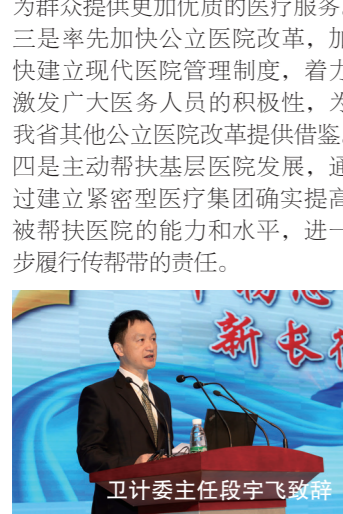 为群众提供更加优质的医疗服务。
三是率先加快公立医院改革，加
快建立现代医院管理制度，着力
激发广大医务人员的积极性，为
我省其他公立医院改革提供借鉴。
四是主动帮扶基层医院发展，通
过建立紧密型医疗集团确实提高
被帮扶医院的能力和水平，进一
步履行传帮带的责任。
新长
卫计委主任段宇飞致辞